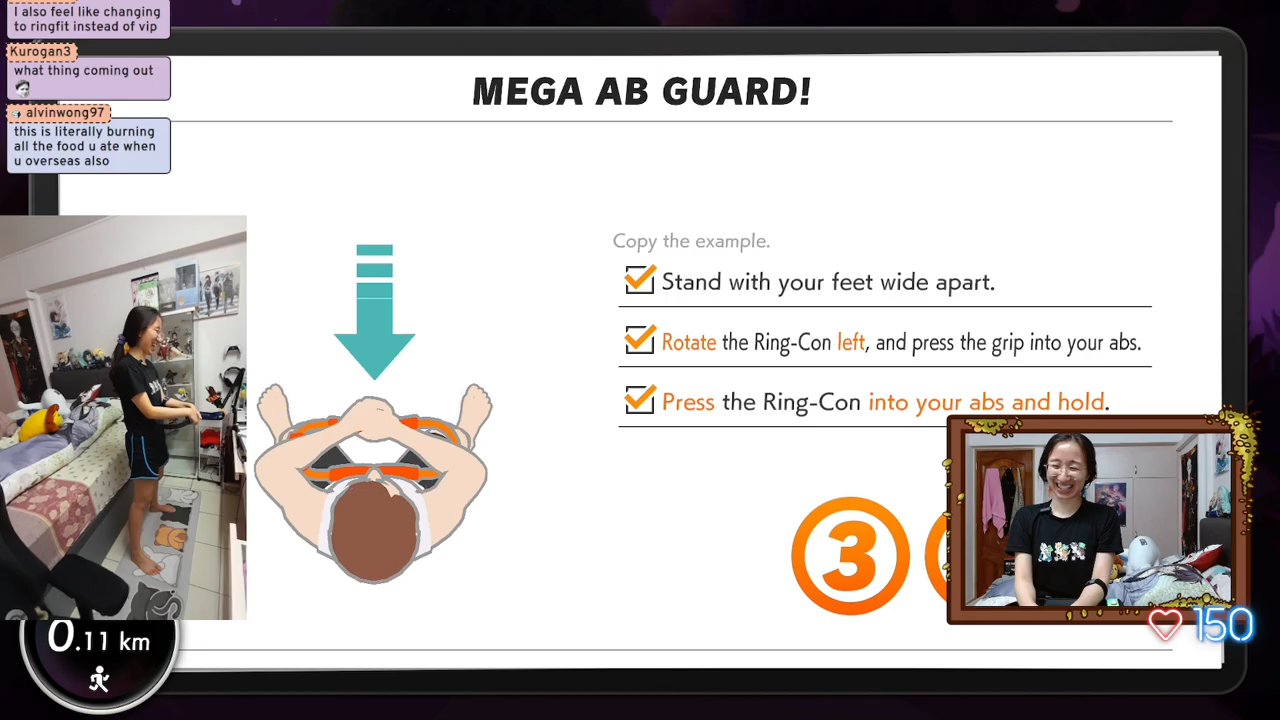 I also feel like changing
to ringfit instead of vip
Kurogan3
what thing coming out
alvinwong97
this is literally burning
all the food u ate when
u overseas also
MEGA AB GUARD!
Copy the example.
Stand with your feet wide apart.
Rotate the Ring-Con left, and press the grip into your abs.
Press the Ring-Con into your abs and hold.
3
150
0.11 km